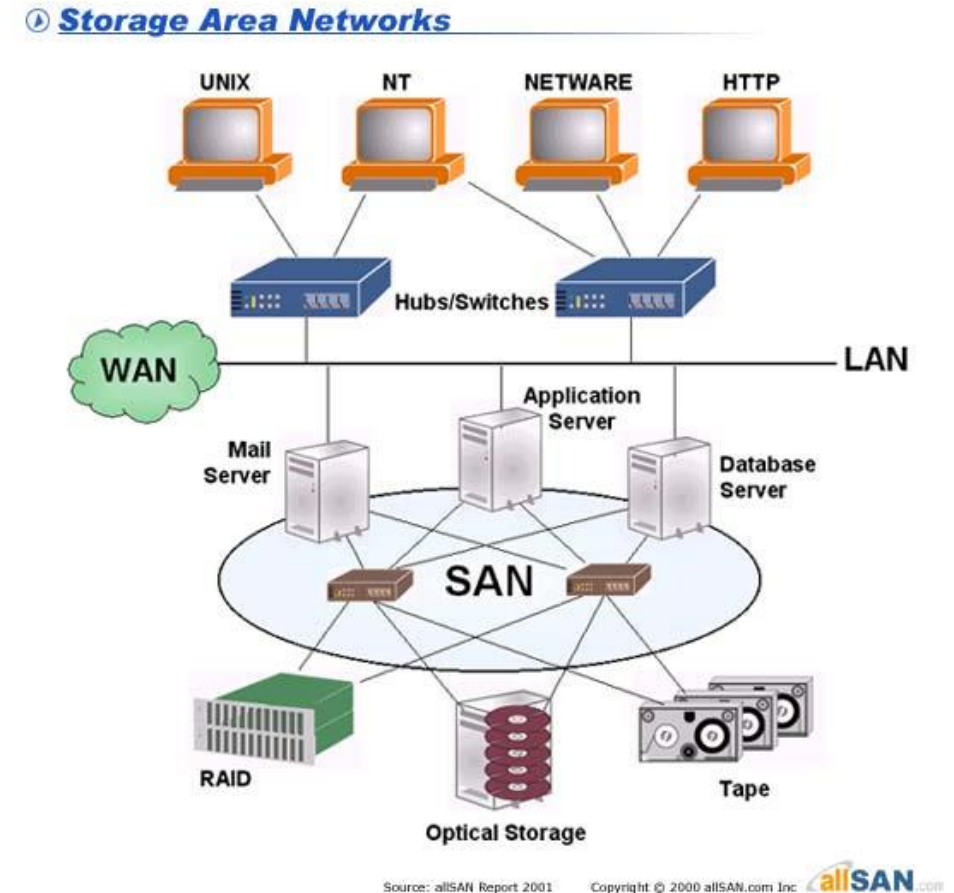 Storage Area Networks
UNIX
NT
NETWARE
HTTP
Hubs/Switches
WAN
LAN
Application
Server
Mail
Server
Database
Server
SAN
RAID
Tape
Optical Storage
Source: allSAN Report 2001
Copyright © 2000 allSAN.com Inc
allSAN.com